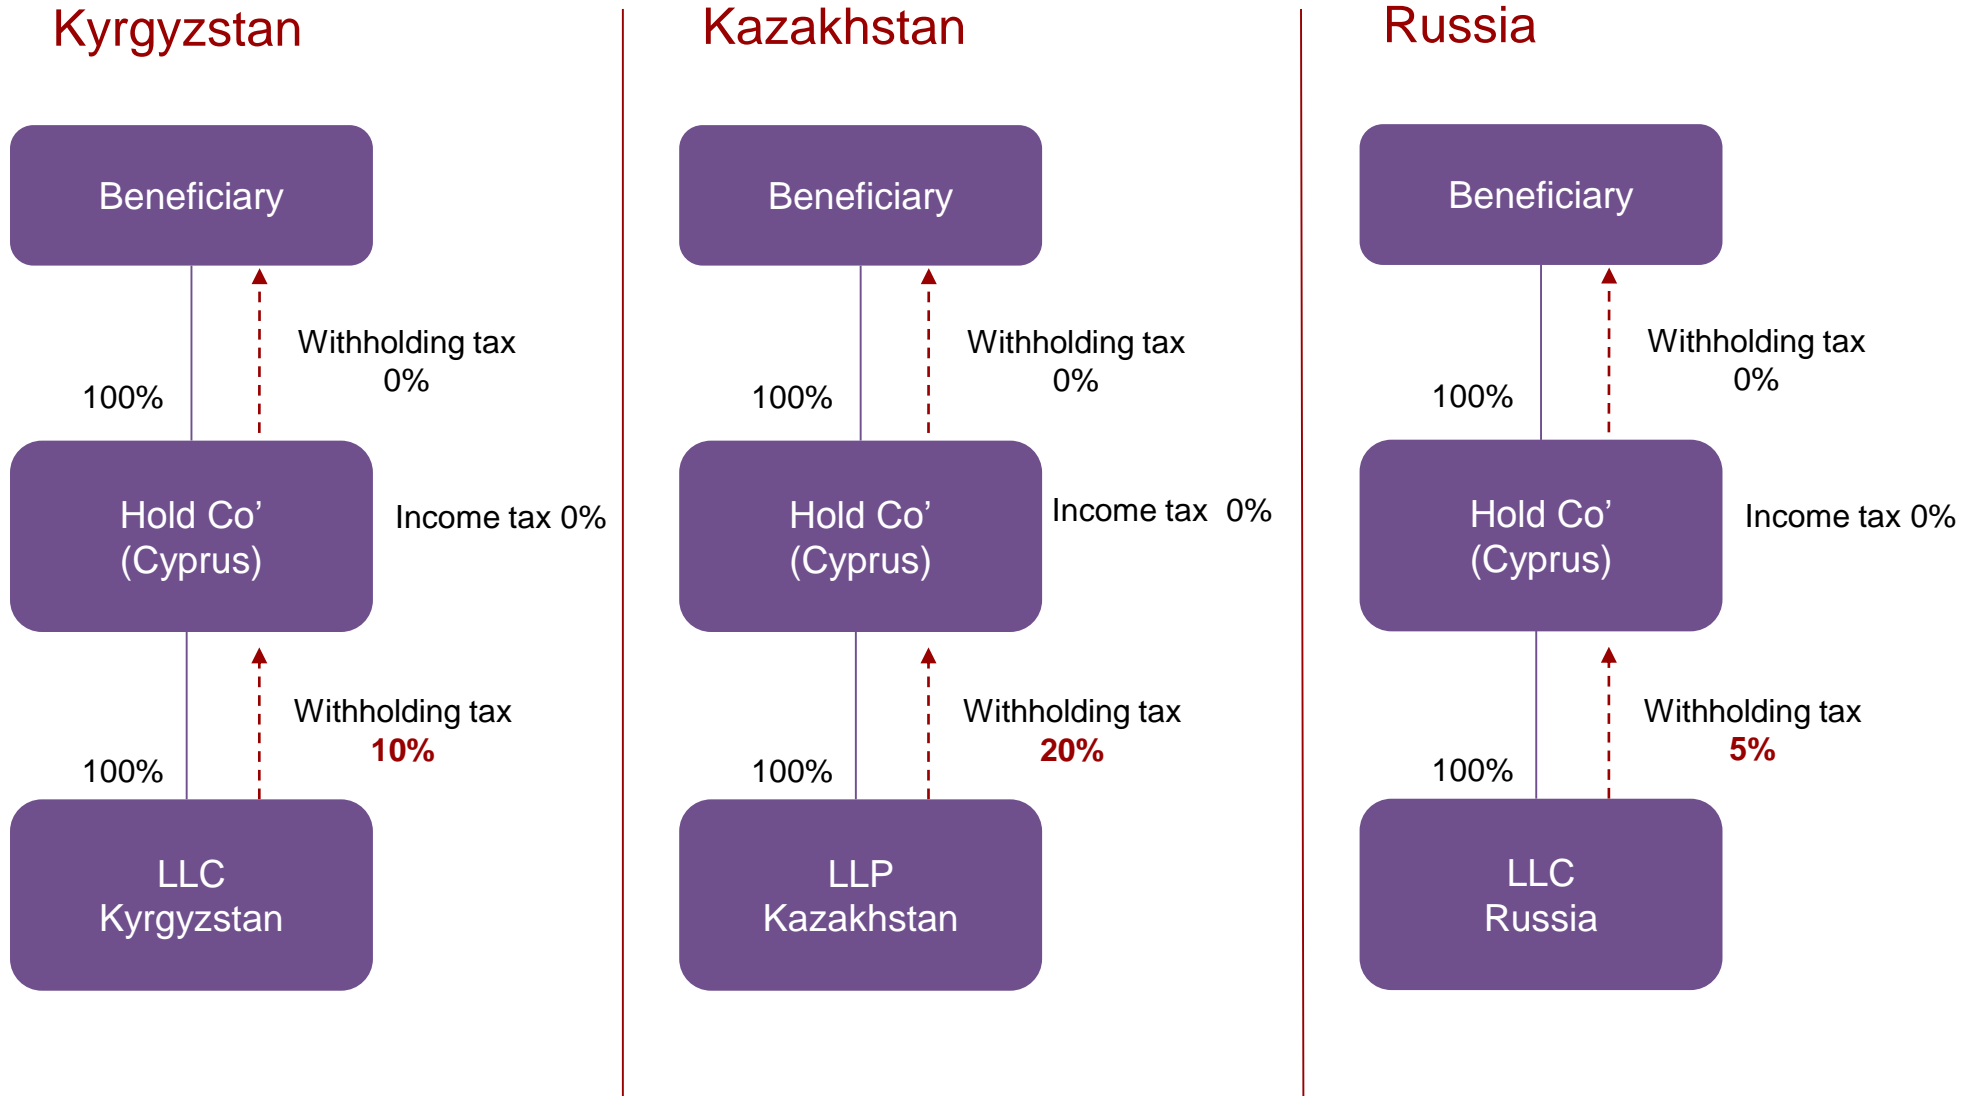 Kyrgyzstan
Beneficiary
Withholding tax
0%
100%
Hold Co’
(Cyprus)
Income tax 0%
Withholding tax
10%
100%
LLC
Kyrgyzstan
Kazakhstan
Beneficiary
Withholding tax
0%
100%
Hold Co’
(Cyprus)
Income tax  0%
Withholding tax
20%
100%
LLP
Kazakhstan
Russia
Beneficiary
Withholding tax
0%
100%
Hold Co’
(Cyprus)
Income tax 0%
Withholding tax
5%
100%
LLC
Russia